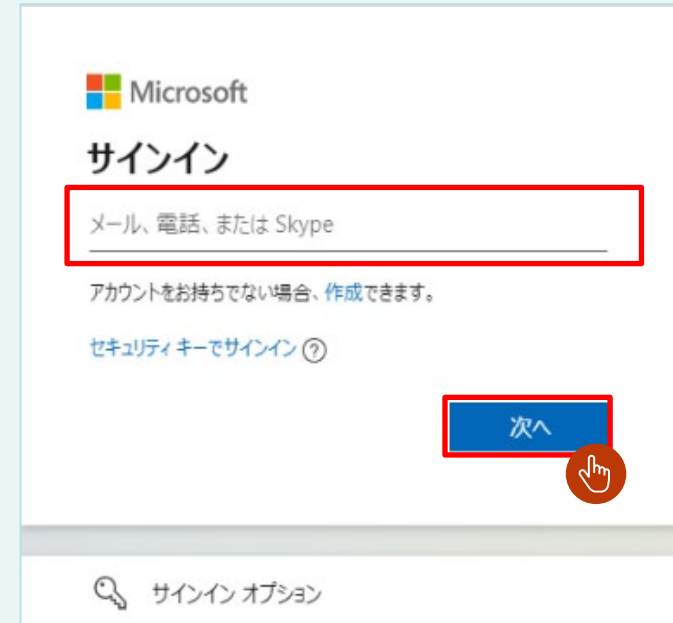 Microsoft
サインイン
メール、電話、または Skype
アカウントをお持ちでない場合、作成できます。
セキュリティ キーでサインイン
次へ
サインイン オプション